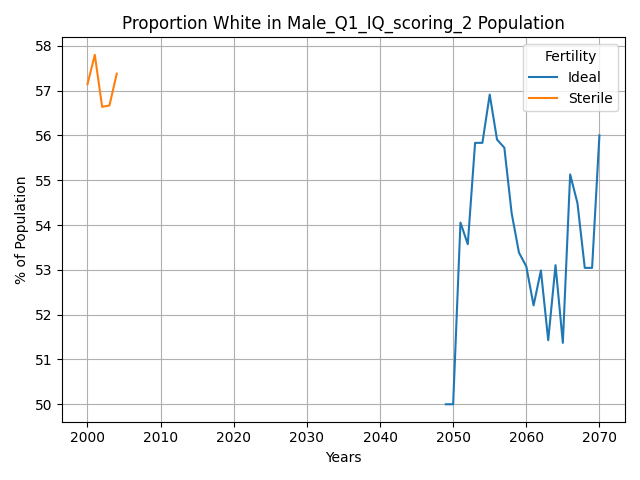 Proportion White in Male_Q1_IQ_scoring_2 Population
Fertility
Ideal
Sterile
% of Population
58
57
56
55
54
53
52
51
50
2000 2010 2020 2030 2040 2050 2060 2070
Years